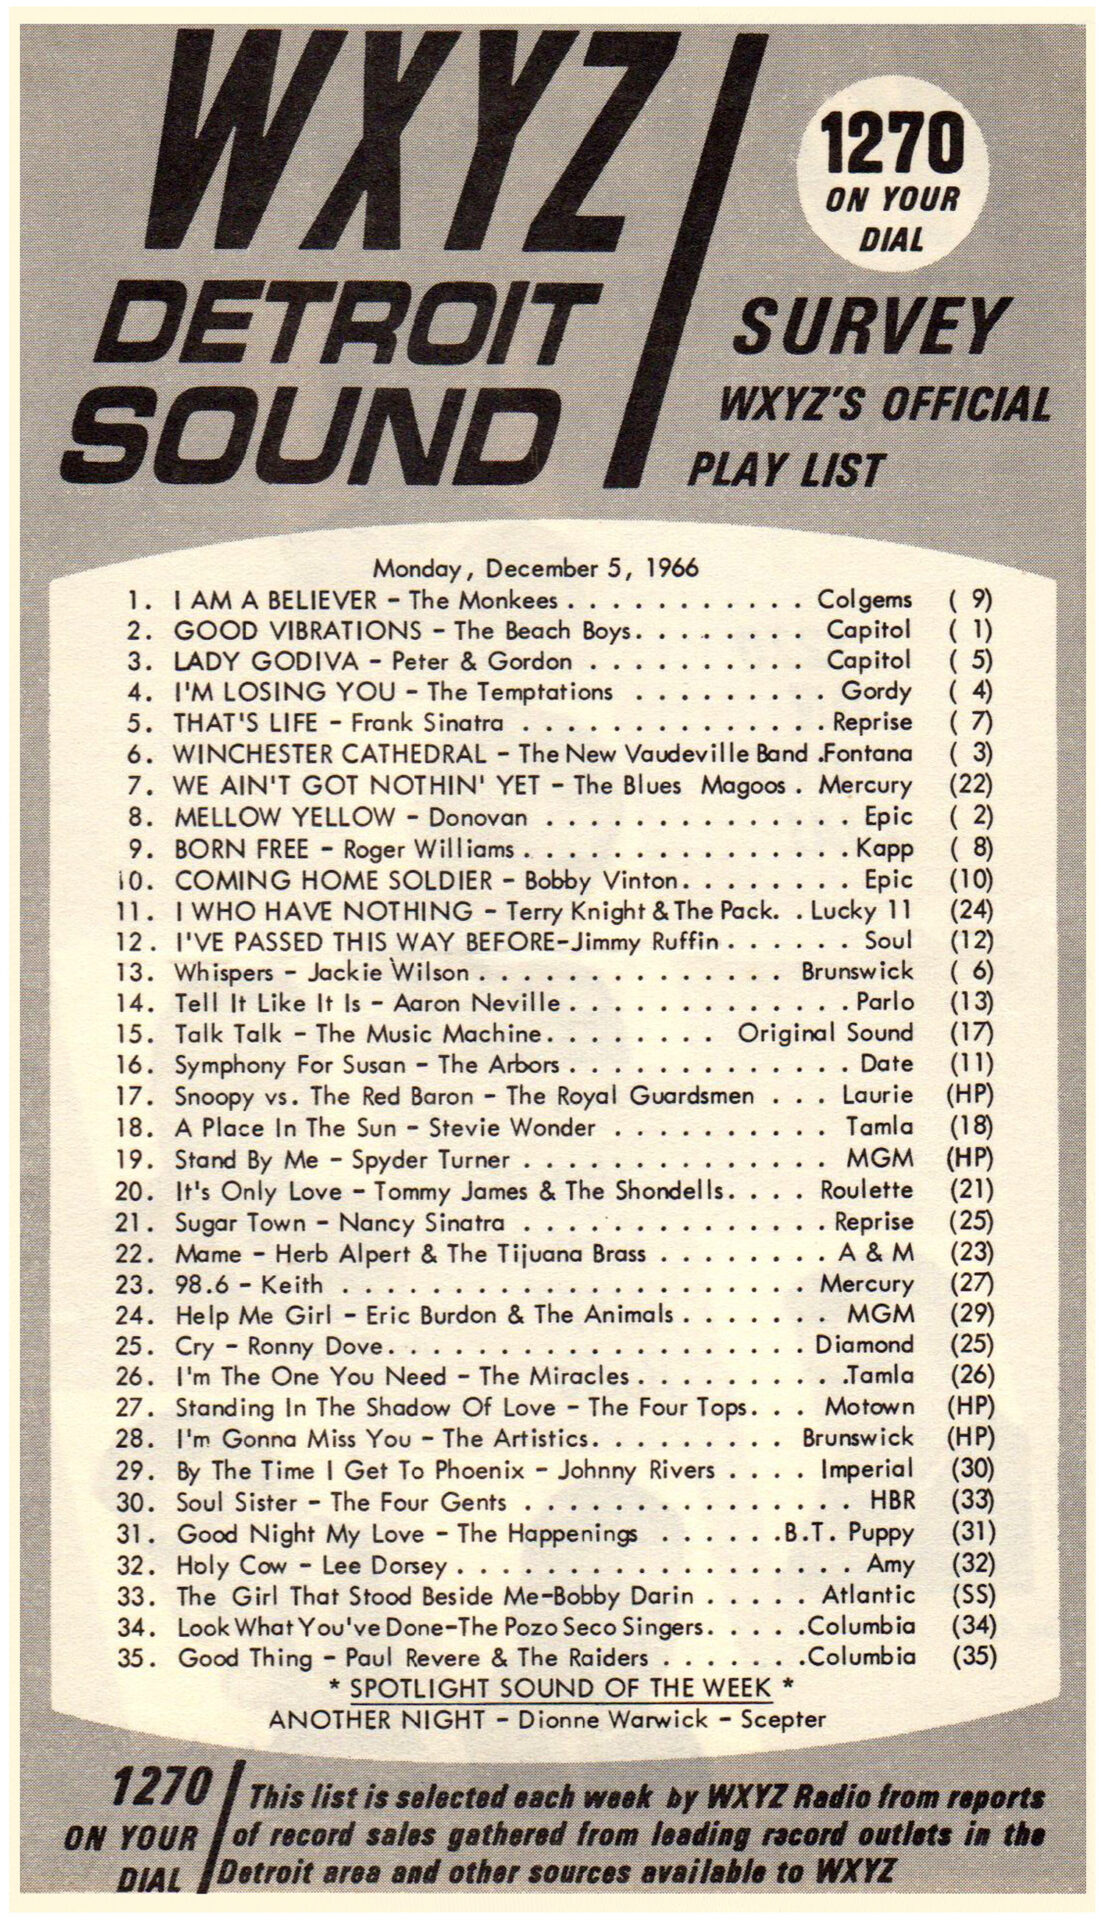 WXYZ
DETROIT
SOUND
1270
ON YOUR
DIAL
SURVEY
WXYZ'S OFFICIAL
PLAY LIST
Monday, December 5, 1966
1. I AM A BELIEVER - The Monkees . . . . . . . . . . . Colgems ( 9)
2. GOOD VIBRATIONS - The Beach Boys. . . . . . . . Capitol ( 1)
3. LADY GODIVA - Peter & Gordon . . . . . . . . . . Capitol ( 5)
4. I'M LOSING YOU - The Temptations . . . . . . . . . Gordy ( 4)
5. THAT'S LIFE - Frank Sinatra . . . . . . . . . . . . . . Reprise ( 7)
6. WINCHESTER CATHEDRAL - The New Vaudeville Band .Fontana ( 3)
7. WE AIN'T GOT NOTHIN' YET - The Blues Magoos . Mercury (22)
8. MELLOW YELLOW - Donovan . . . . . . . . . . . . . . Epic ( 2)
9. BORN FREE - Roger Williams . . . . . . . . . . . . . . . Kapp ( 8)
10. COMING HOME SOLDIER - Bobby Vinton. . . . . . . . Epic (10)
11. I WHO HAVE NOTHING - Terry Knight & The Pack. . Lucky 11 (24)
12. I'VE PASSED THIS WAY BEFORE-Jimmy Ruffin . . . . . . Soul (12)
13. Whispers - Jackie Wilson . . . . . . . . . . . . . . Brunswick ( 6)
14. Tell It Like It Is - Aaron Neville . . . . . . . . . . . . . Parlo (13)
15. Talk Talk - The Music Machine. . . . . . . . Original Sound (17)
16. Symphony For Susan - The Arbors . . . . . . . . . . . . . Date (11)
17. Snoopy vs. The Red Baron - The Royal Guardsmen . . . Laurie (HP)
18. A Place In The Sun - Stevie Wonder . . . . . . . . . . Tamla (18)
19. Stand By Me - Spyder Turner . . . . . . . . . . . . . . MGM (HP)
20. It's Only Love - Tommy James & The Shondells. . . . Roulette (21)
21. Sugar Town - Nancy Sinatra . . . . . . . . . . . . . . Reprise (25)
22. Mame - Herb Alpert & The Tijuana Brass . . . . . . . . . A & M (23)
23. 98.6 - Keith . . . . . . . . . . . . . . . . . . . . . Mercury (27)
24. Help Me Girl - Eric Burdon & The Animals . . . . . . . MGM (29)
25. Cry - Ronny Dove. . . . . . . . . . . . . . . . . . . Diamond (25)
26. I'm The One You Need - The Miracles . . . . . . . . . .Tamla (26)
27. Standing In The Shadow Of Love - The Four Tops. . . Motown (HP)
28. I'm Gonna Miss You - The Artistics. . . . . . . . . Brunswick (HP)
29. By The Time I Get To Phoenix - Johnny Rivers . . . . Imperial (30)
30. Soul Sister - The Four Gents . . . . . . . . . . . . . . . HBR (33)
31. Good Night My Love - The Happenings . . . . . .B.T. Puppy (31)
32. Holy Cow - Lee Dorsey . . . . . . . . . . . . . . . . . . Amy (32)
33. The Girl That Stood Beside Me-Bobby Darin . . . . . Atlantic (SS)
34. Look What You've Done-The Pozo Seco Singers. . . . .Columbia (34)
35. Good Thing - Paul Revere & The Raiders . . . . . . .Columbia (35)
* SPOTLIGHT SOUND OF THE WEEK *
ANOTHER NIGHT - Dionne Warwick - Scepter
1270
ON YOUR
DIAL
This list is selected each week by WXYZ Radio from reports
of record sales gathered from leading racord outlets in the
Detroit area and other sources available to WXYZ